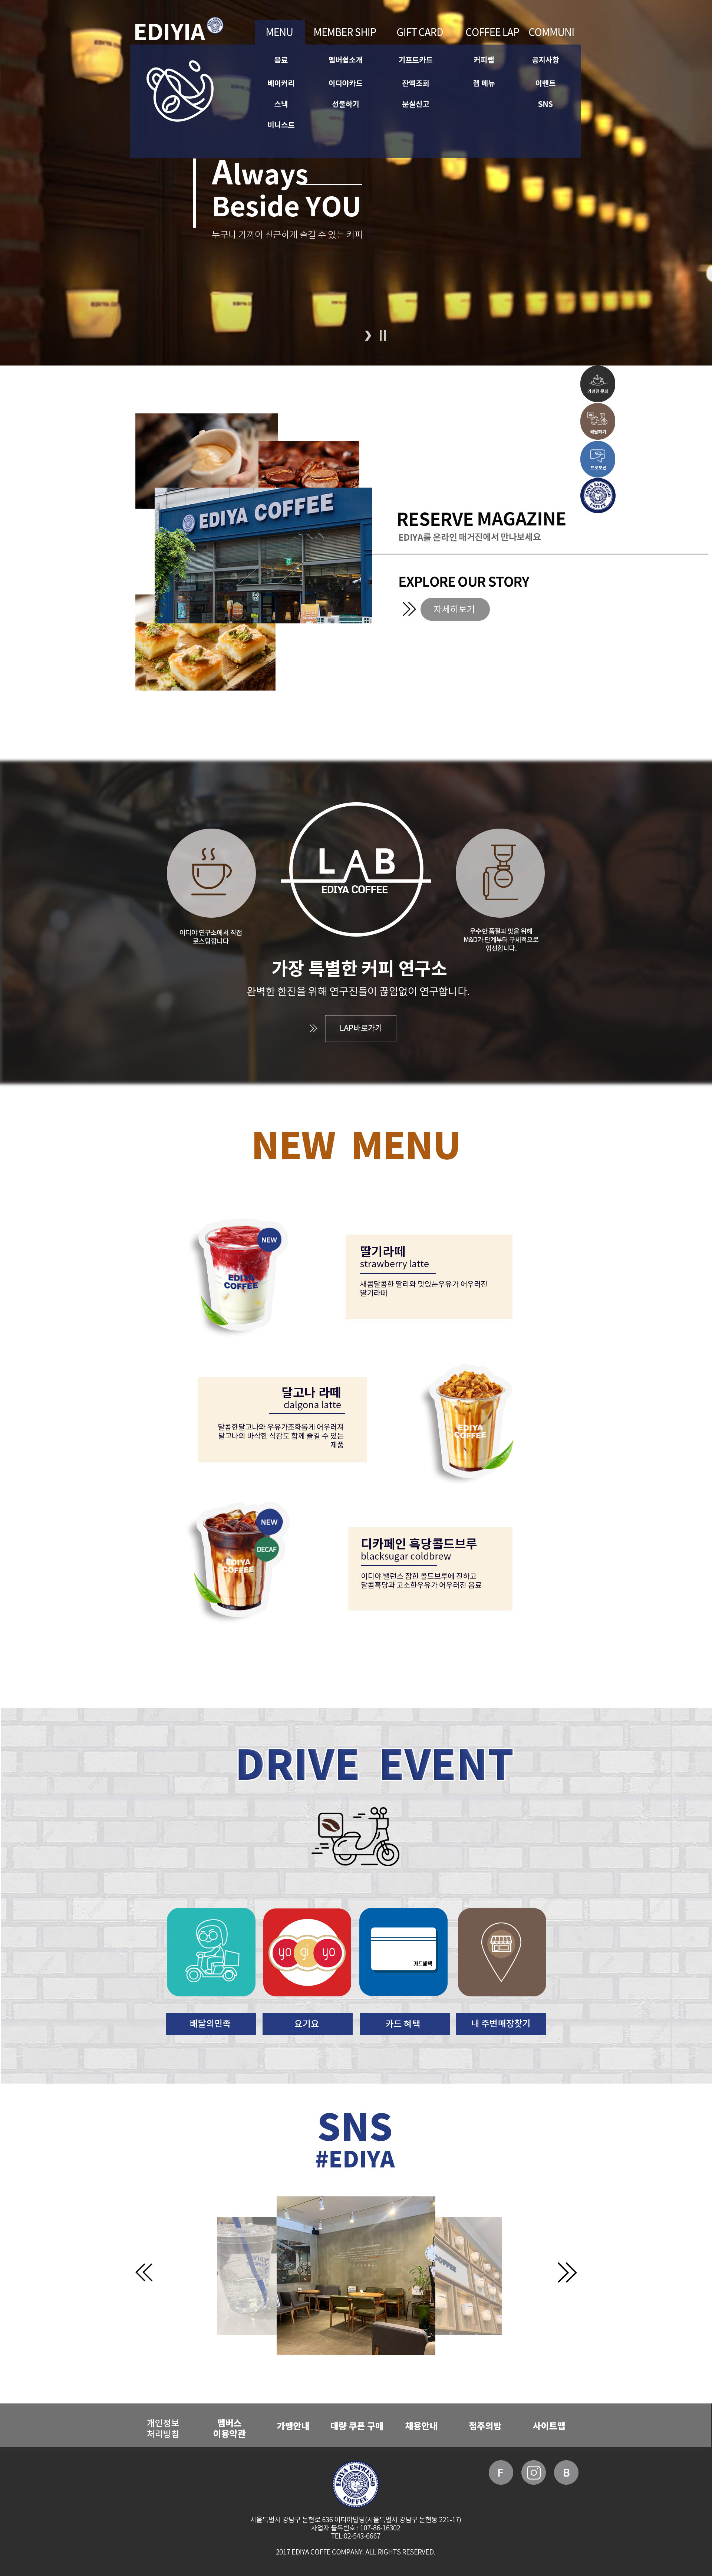 EDIYIA
MENU MEMBER SHIP GIFT CARD COFFEE LAP COMMUNI
음료 멤버쉽소개 기프트카드 커피랩 공지사항
베이커리 이디야카드 잔액조회 랩 메뉴 이벤트
스낵 선물하기 분실신고 SNS
비니스트
Always
Beside YOU
누구나 가까이 친근하게 즐길 수 있는 커피
가맹점 문의
배달하기
프로모션
EDIYA ESPRESSO
COFFEE
EDIYA COFFEE
RESERVE MAGAZINE
EDIYA를 온라인 매거진에서 만나보세요
EXPLORE OUR STORY
자세히보기
LAB
EDIYA COFFEE
이디야 연구소에서 직접
로스팅합니다
우수한 품질과 맛을 위해
M&D가 단계부터 구체적으로
엄선합니다.
가장 특별한 커피 연구소
완벽한 한잔을 위해 연구진들이 끊임없이 연구합니다.
LAP바로가기
NEW MENU
NEW
EDIYA
COFFEE
딸기라떼
strawberry latte
새콤달콤한 딸리와 맛있는우유가 어우러진
딸기라떼
달고나 라떼
dalgona latte
달콤한달고나와 우유가조화롭게 어우러져
달고나의 바삭한 식감도 함께 즐길 수 있는
제품
EDIYA
COFFEE
NEW
DECAF
EDIYA
COFFEE
디카페인 흑당콜드브루
blacksugar coldbrew
이디야 밸런스 잡힌 콜드브루에 진하고
달콤흑당과 고소한우유가 어우러진 음료
DRIVE EVENT
yo gi yo
카드혜택
배달의민족 요기요 카드 혜택 내 주변매장찾기
SNS
#EDIYA
개인정보
처리방침
멤버스
이용약관
가맹안내 대량 쿠폰 구매 채용안내 점주의방 사이트맵
F B
EDIYA ESPRESSO
COFFEE
서울특별시 강남구 논현로 636 이디야빌딩(서울특별시 강남구 논현동 221-17)
사업자 등록번호 : 107-86-16302
TEL:02-543-6667
2017 EDIYA COFFE COMPANY. ALL RIGHTS RESERVED.